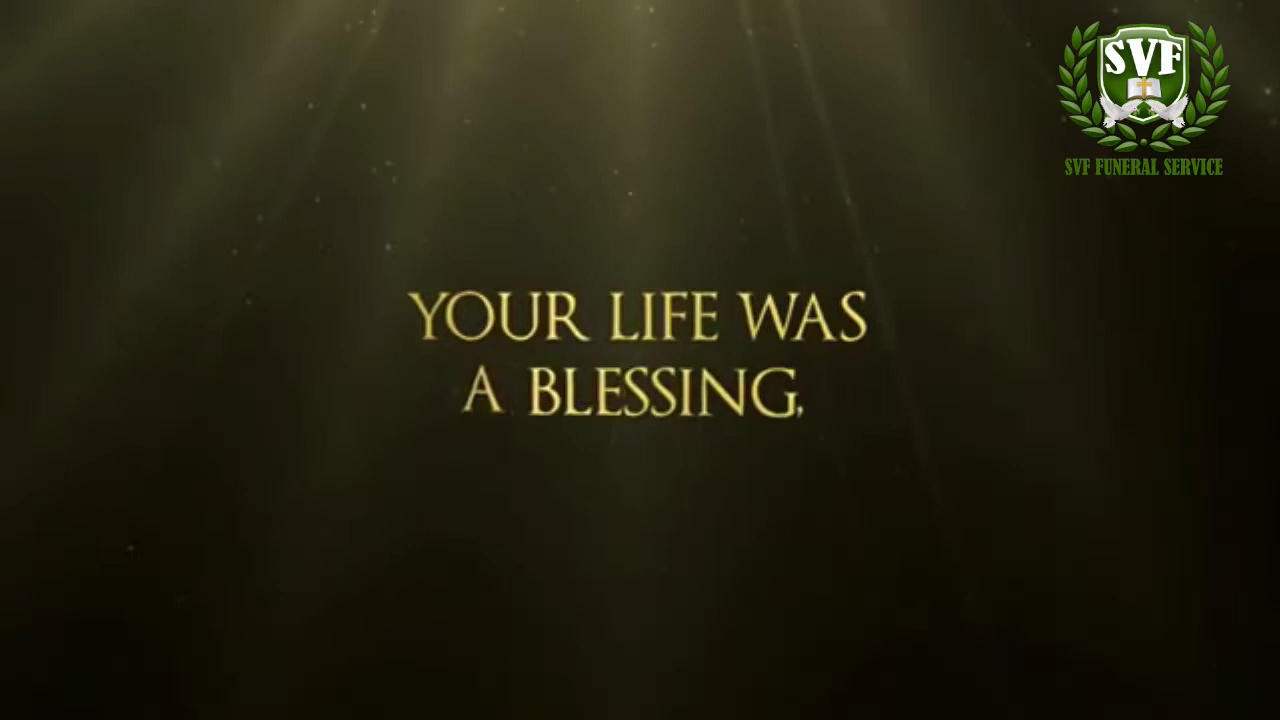 SVF
SVF FUNERAL SERVICE
YOUR LIFE WAS
A BLESSING,